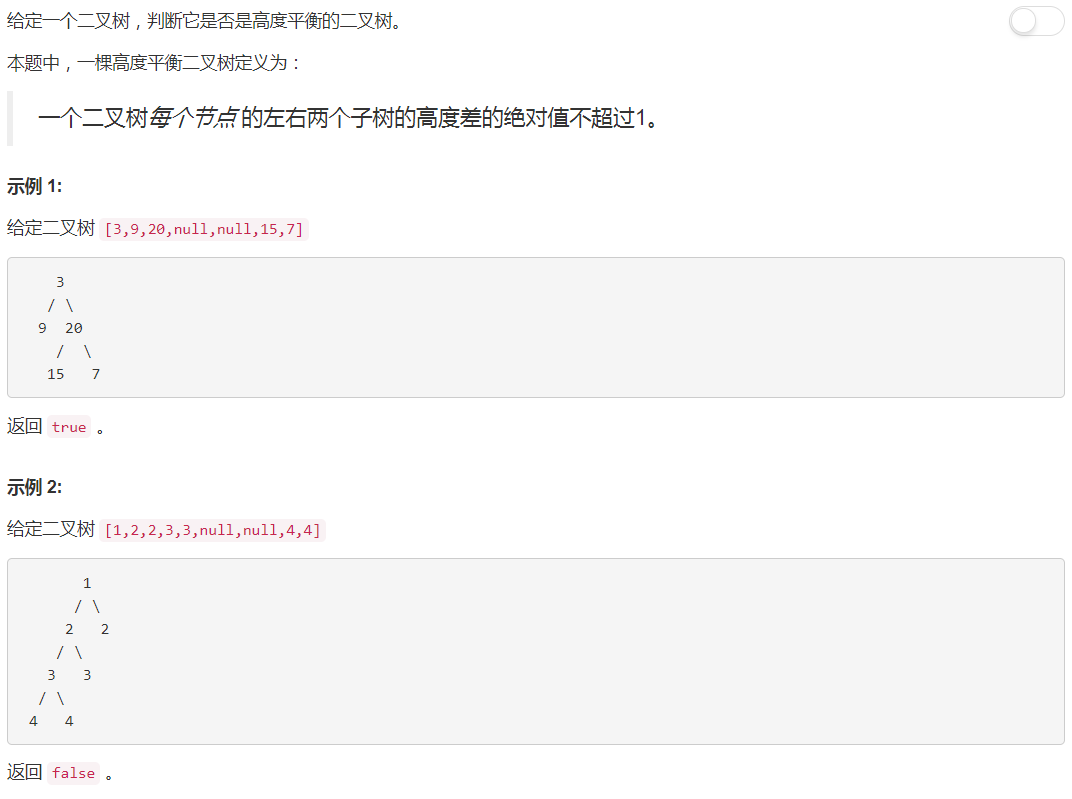 给定一个二叉树，判断它是否是高度平衡的二叉树。
本题中，一棵高度平衡二叉树定义为：
一个二叉树每个节点 的左右两个子树的高度差的绝对值不超过1。
示例 1:
给定二叉树 [3,9,20,null,null,15,7]
3
/ \
9 20
/ \
15 7
返回 true 。
示例 2:
给定二叉树 [1,2,2,3,3,null,null,4,4]
1
/ \
2 2
/ \
3 3
/ \
4 4
返回 false 。